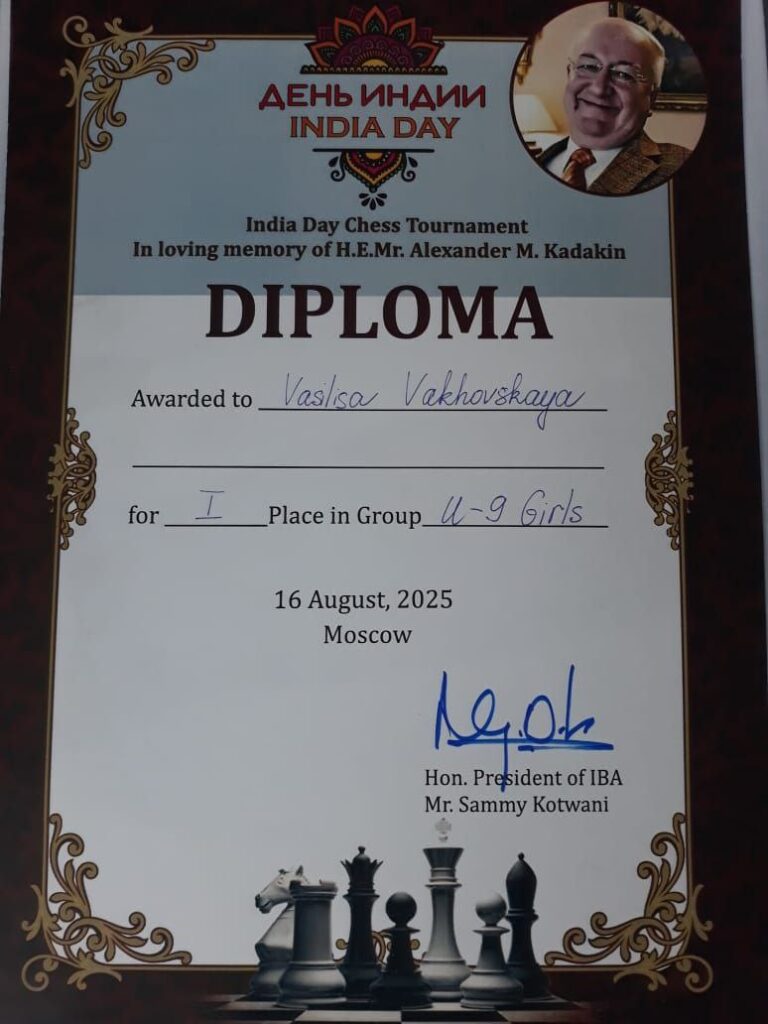 ДЕНЬ ИНДИИ
INDIA DAY
India Day Chess Tournament
In loving memory of H.E.Mr. Alexander M. Kadakin
DIPLOMA
Awarded to Vasilisa Vakhovskaya
for I Place in Group U-9 Girls
16 August, 2025
Moscow
Hon. President of IBA
Mr. Sammy Kotwani